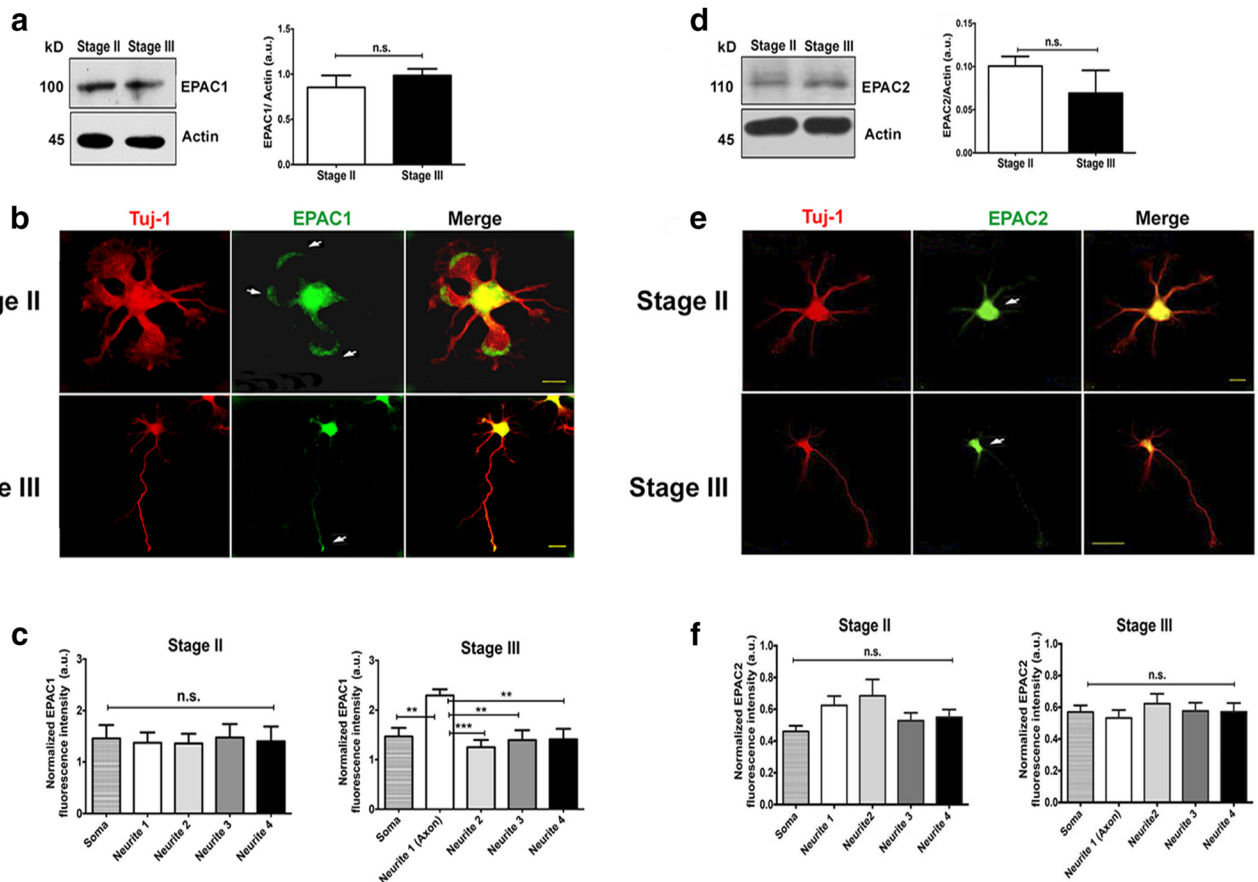 a
kD
Stage II
Stage III
100
EPAC1
45
Actin
EPAC1/ Actin (a.u.)
1.5
1.0
0.5
0.0
n.s.
Stage II
Stage III
b
Tuj-1
EPAC1
Merge
ge II
e III
c
Stage II
Normalized EPAC1
fluorescence intensity (a.u.)
3
2
1
0
n.s.
Soma
Neurite 1
Neurite 2
Neurite 3
Neurite 4
Stage III
Normalized EPAC1
fluorescence intensity (a.u.)
3
2
1
0
**
**
**
***
Soma
Neurite 1 (Axon)
Neurite 2
Neurite 3
Neurite 4
d
kD
Stage II
Stage III
110
EPAC2
45
Actin
EPAC2/Actin (a.u.)
0.15
0.10
0.05
0.00
n.s.
Stage II
Stage III
e
Tuj-1
EPAC2
Merge
Stage II
Stage III
f
Stage II
Normalized EPAC2
fluorescence intensity (a.u.)
1.0
0.8
0.6
0.4
0.2
0.0
n.s.
Soma
Neurite 1
Neurite2
Neurite 3
Neurite 4
Stage III
Normalized EPAC2
fluorescence intensity (a.u.)
1.0
0.8
0.6
0.4
0.2
0.0
n.s.
Soma
Neurite 1 (Axon)
Neurite2
Neurite 3
Neurite 4